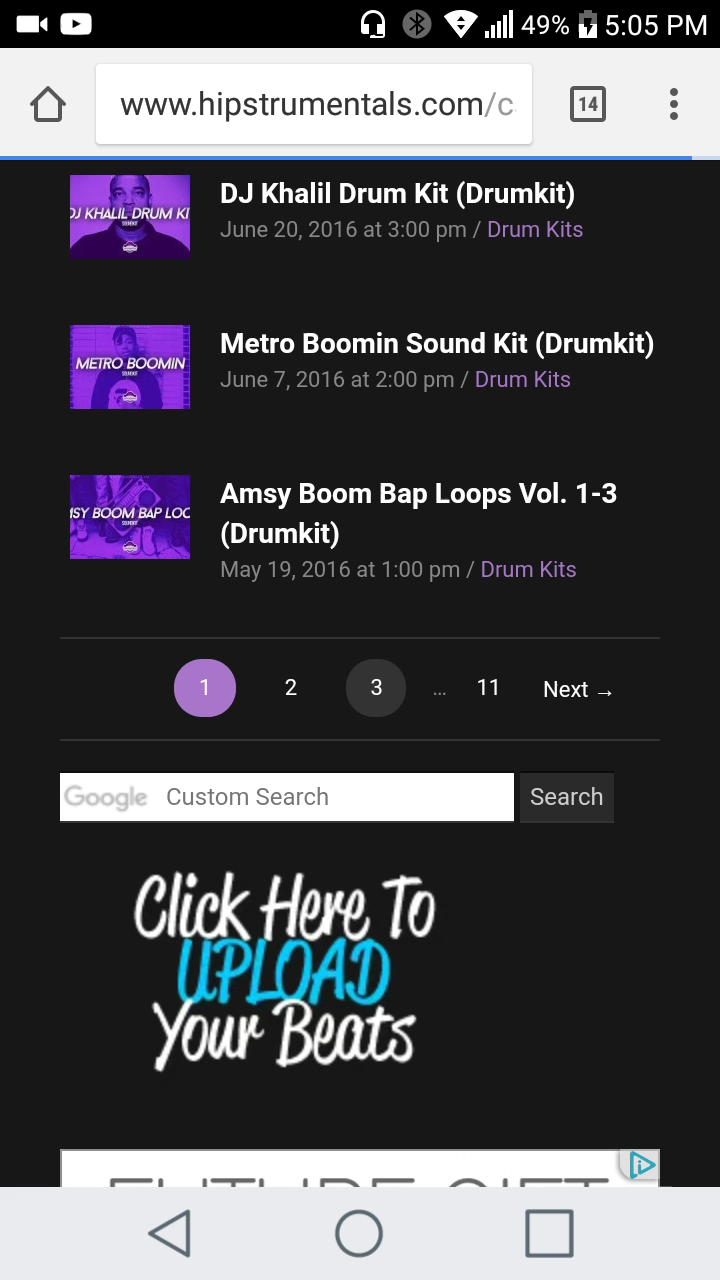 49% 5:05 PM
www.hipstrumentals.com/c
14
DJ KHALIL DRUM KI
DJ Khalil Drum Kit (Drumkit)
June 20, 2016 at 3:00 pm / Drum Kits
METRO BOOMIN
Metro Boomin Sound Kit (Drumkit)
June 7, 2016 at 2:00 pm / Drum Kits
MSY BOOM BAP LOO
Amsy Boom Bap Loops Vol. 1-3
(Drumkit)
May 19, 2016 at 1:00 pm / Drum Kits
1 2 3 ... 11 Next →
Google Custom Search Search
Click Here To
UPLOAD
Your Beats